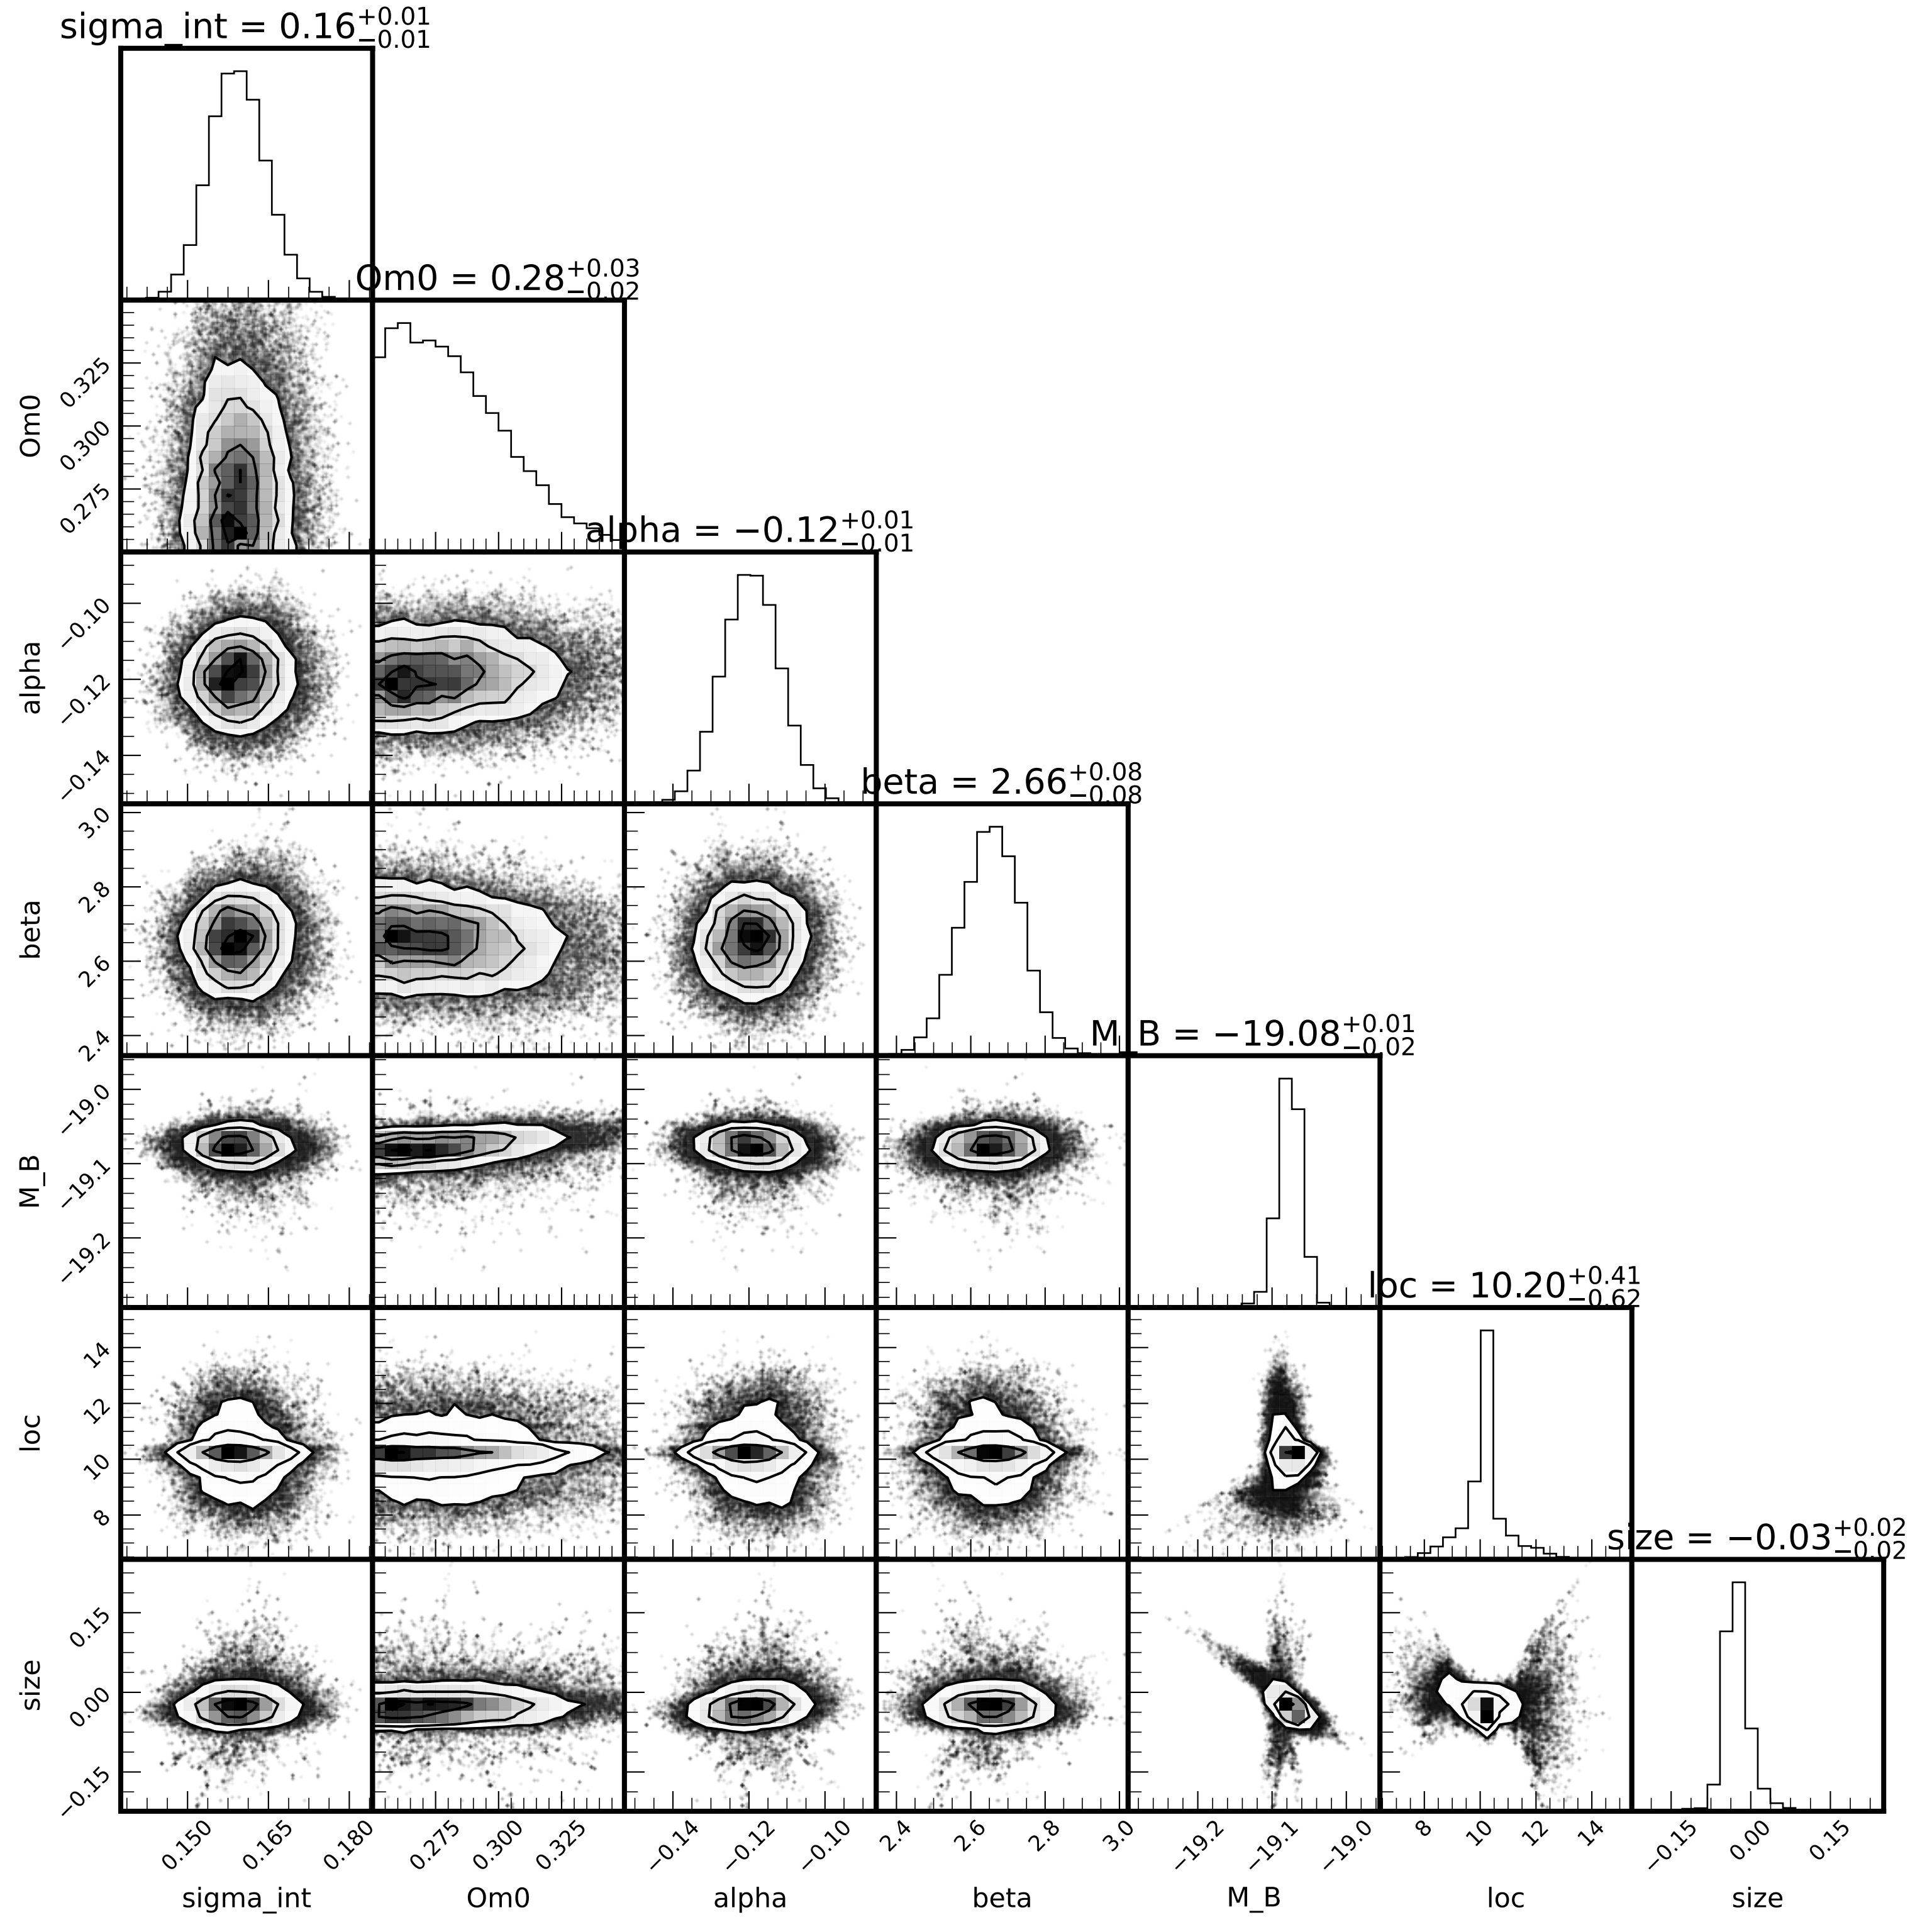 sigma_int = 0.16+0.01−0.01
Om0 = 0.28+0.03−0.02
Om0
0.325
0.300
0.275
alpha = −0.12+0.01−0.01
alpha
−0.10
−0.12
−0.14
beta = 2.66+0.08−0.08
beta
3.0
2.8
2.6
2.4
M_B = −19.08+0.01−0.02
M_B
−19.0
−19.1
−19.2
loc = 10.20+0.41−0.62
loc
14
12
10
8
size = −0.03+0.02−0.02
size
0.15
0.00
−0.15
0.150 0.165 0.180 0.275 0.300 0.325 −0.14 −0.12 −0.10 2.4 2.6 2.8 3.0 −19.2 −19.1 −19.0 8 10 12 14 −0.15 0.00 0.15
sigma_int Om0 alpha beta M_B loc size